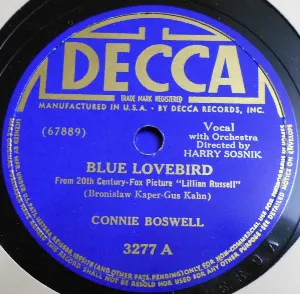 DECCA
TRADE MARK REGISTERED
MANUFACTURED IN U.S.A. - BY DECCA RECORDS, INC.
(67889)
Vocal
with Orchestra
Directed by
HARRY SOSNIK
BLUE LOVEBIRD
From 20th Century-Fox Picture "Lillian Russell"
(Bronislaw Kaper-Gus Kahn)
CONNIE BOSWELL
3277 A